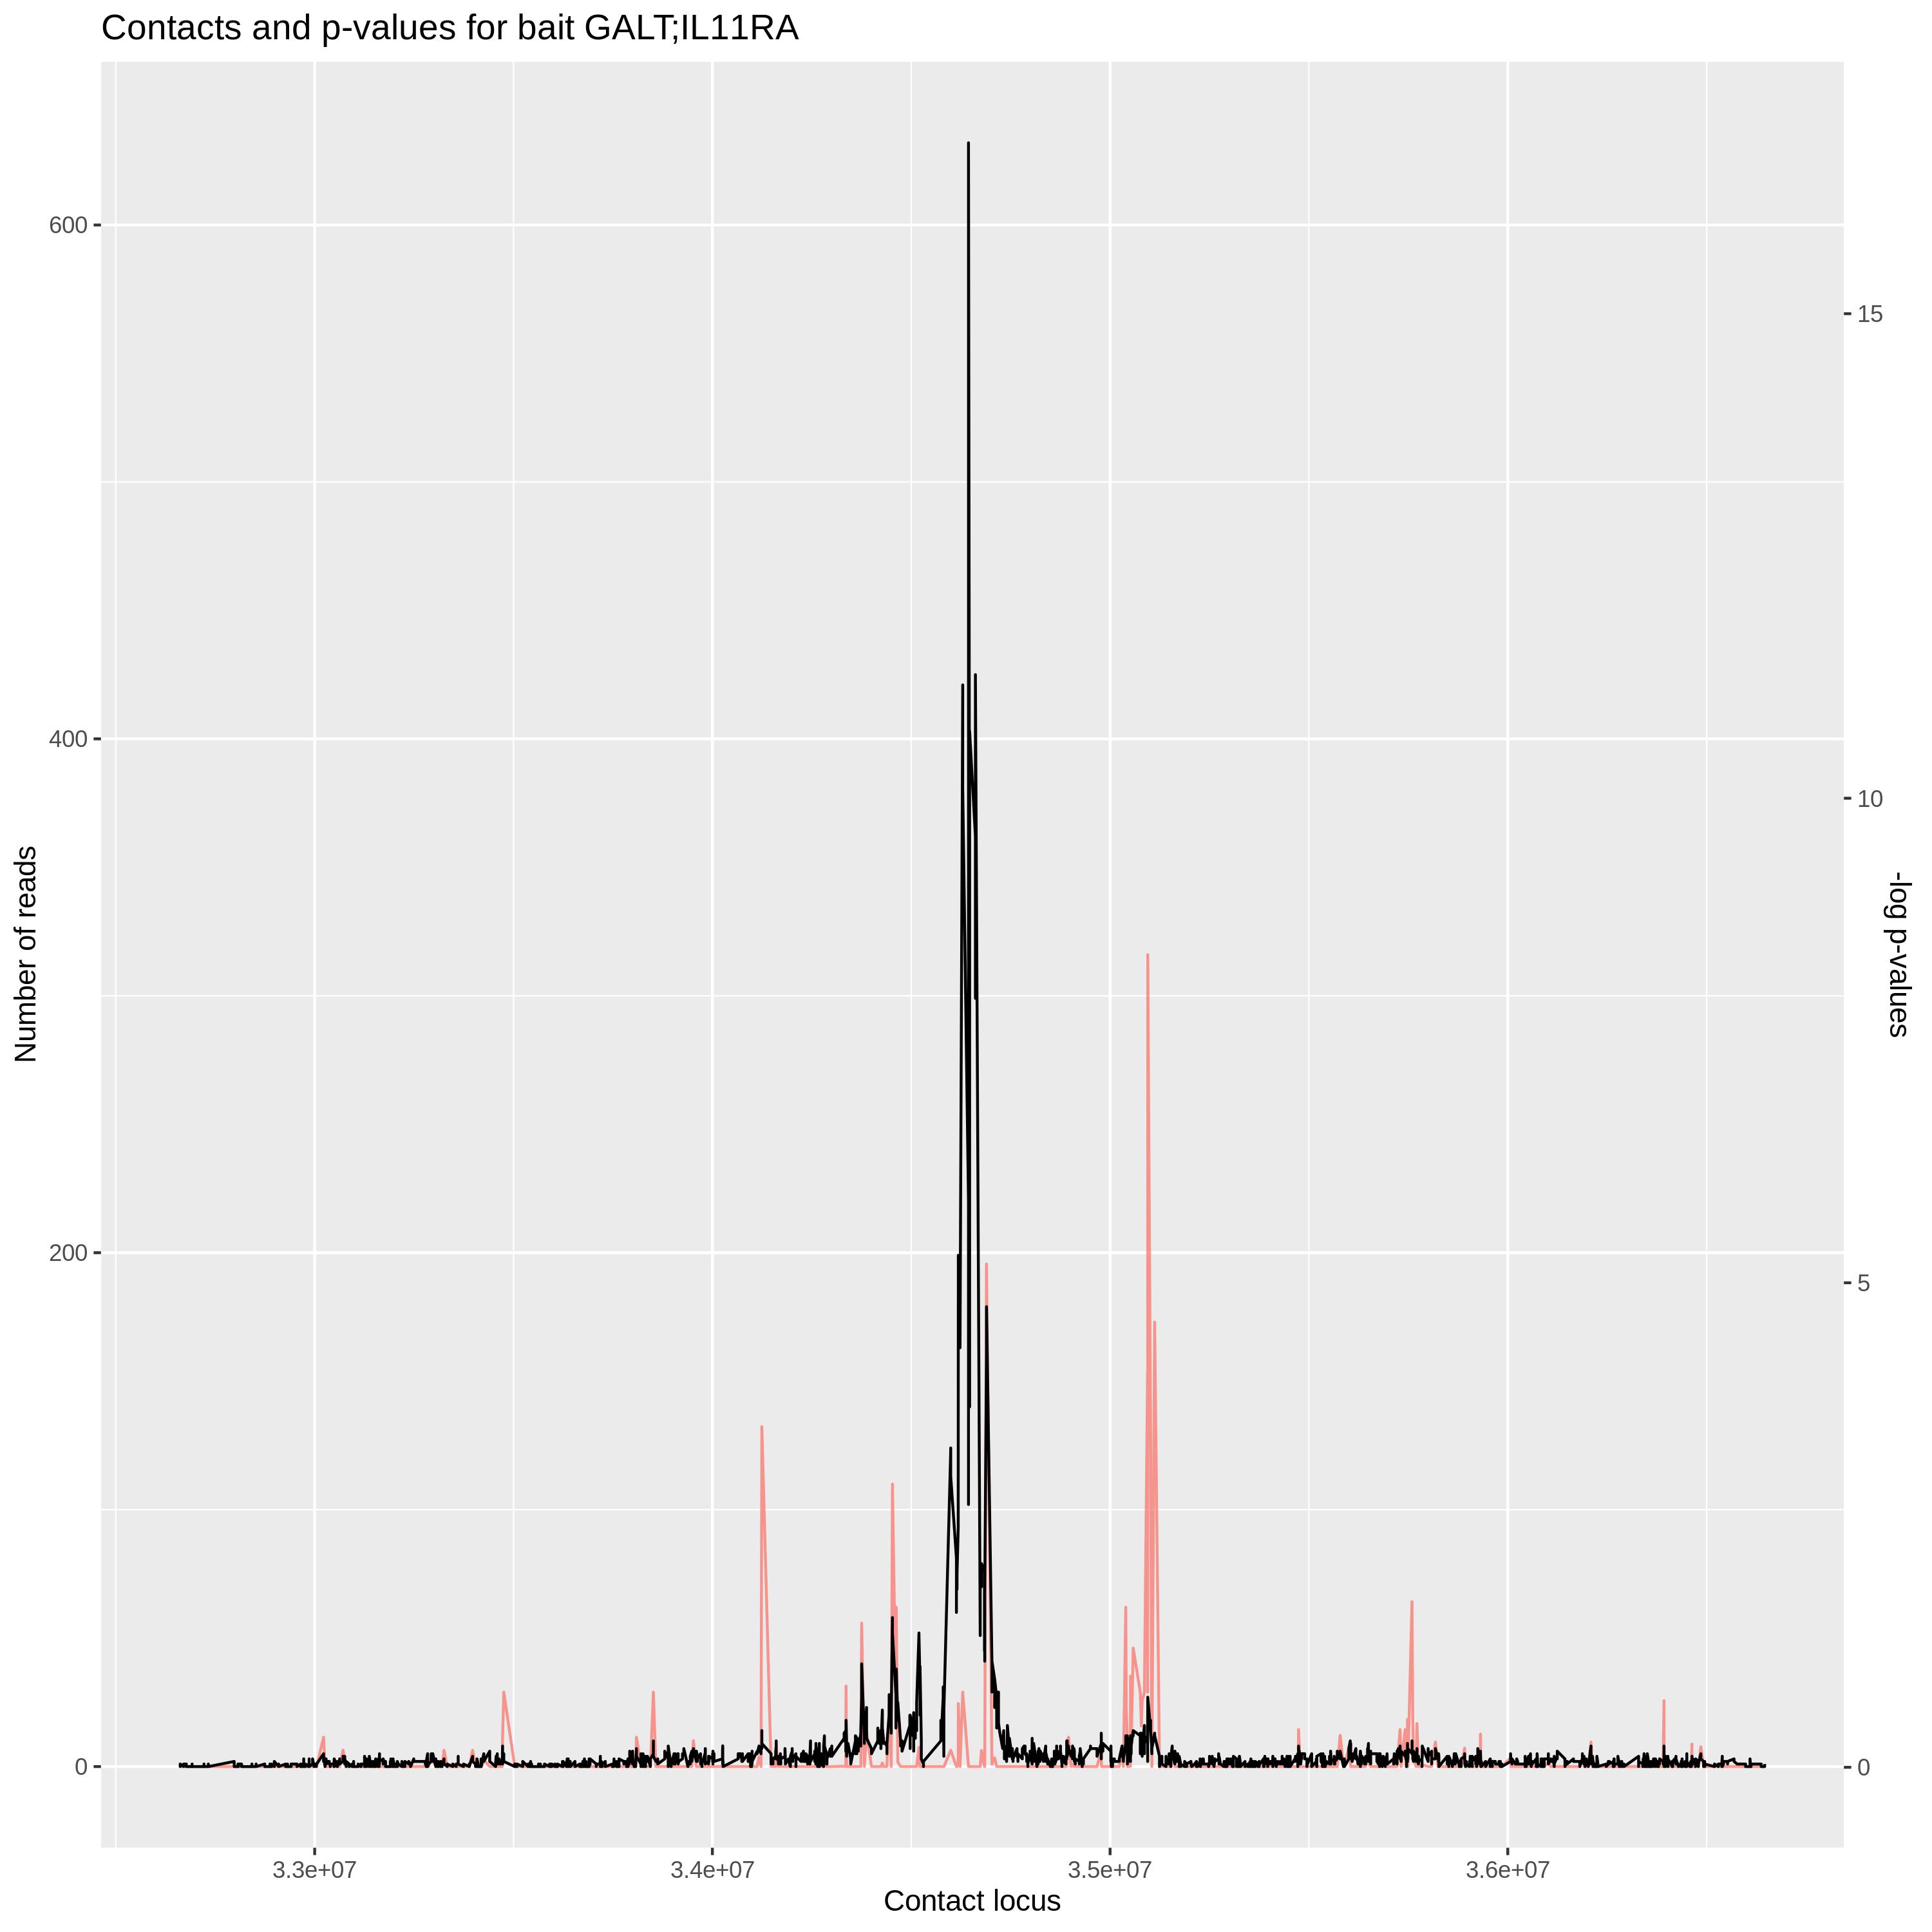 Contacts and p-values for bait GALT;IL11RA
600
400
200
0
15
10
5
0
Number of reads
-log p-values
3.3e+07 3.4e+07 3.5e+07 3.6e+07
Contact locus